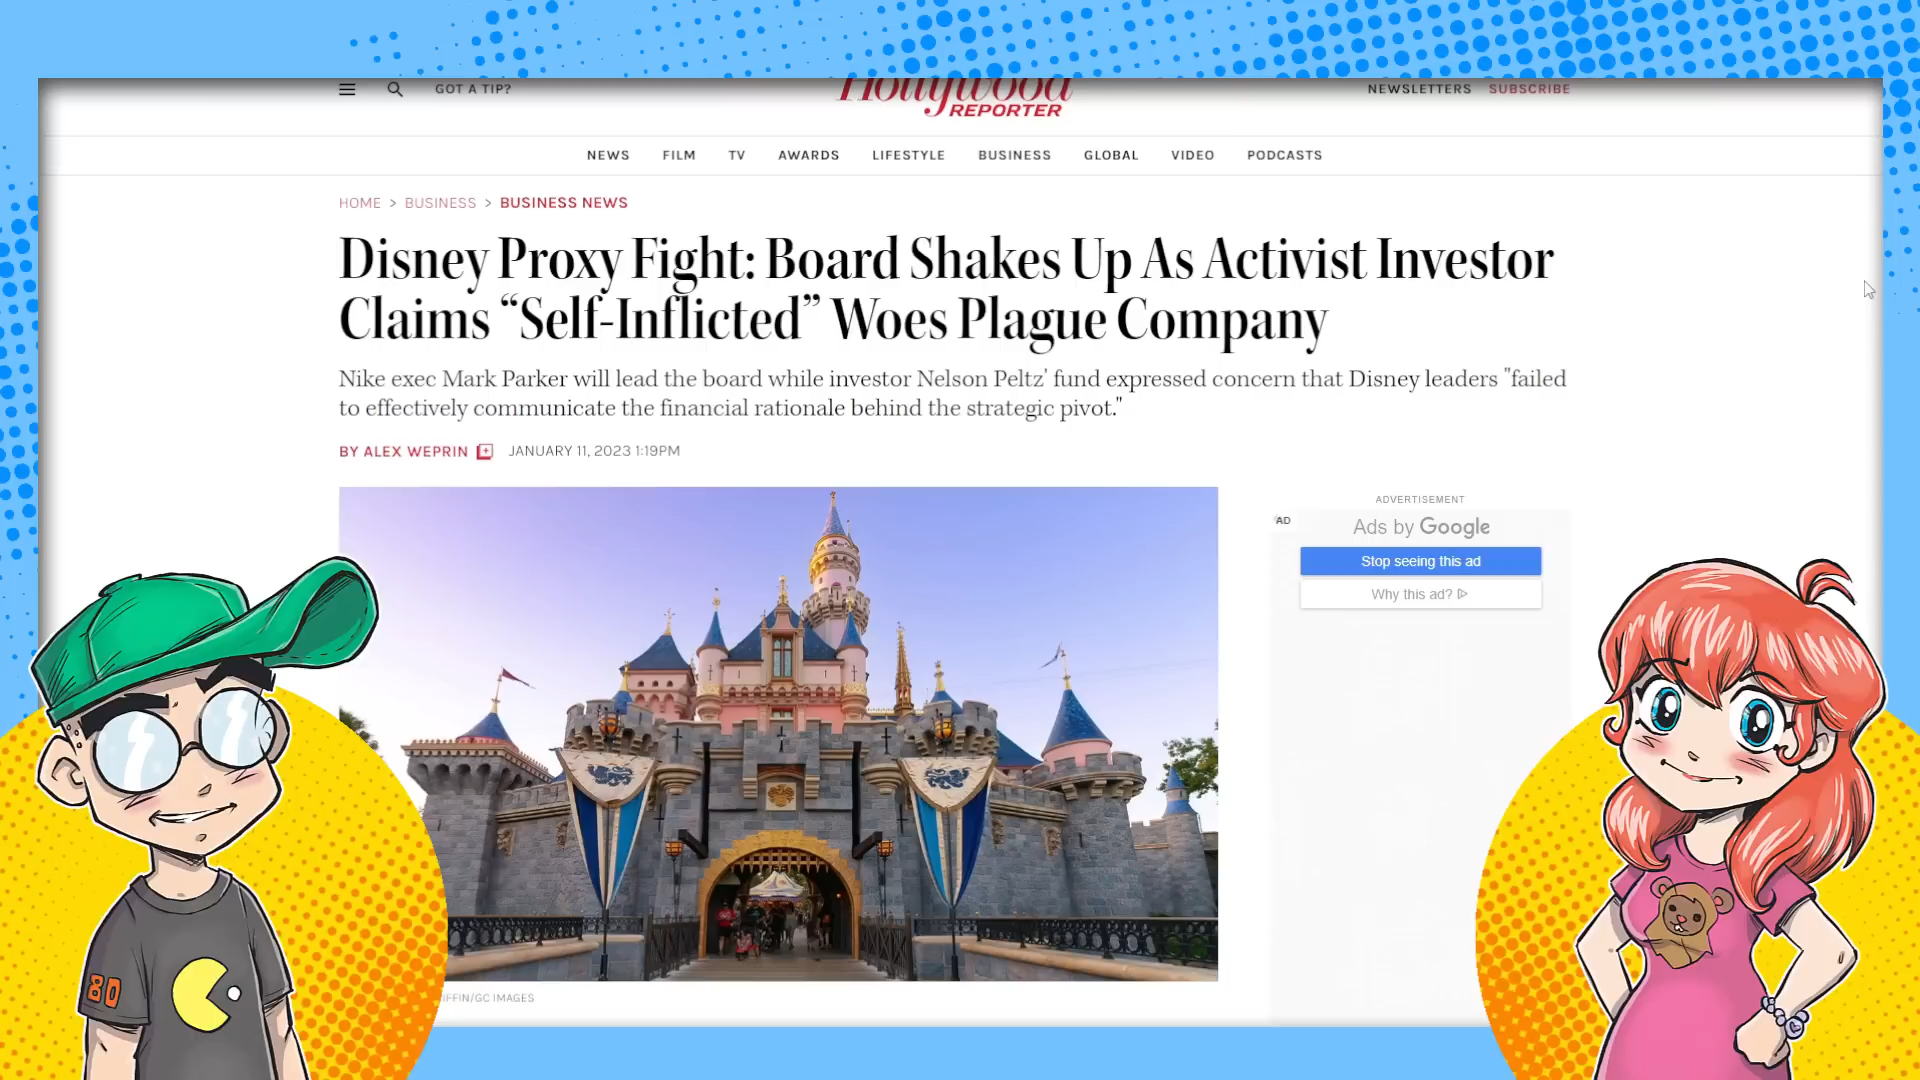 GOT A TIP?
Hollywood
REPORTER
NEWSLETTERS SUBSCRIBE
NEWS FILM TV AWARDS LIFESTYLE BUSINESS GLOBAL VIDEO PODCASTS
HOME > BUSINESS > BUSINESS NEWS
Disney Proxy Fight: Board Shakes Up As Activist Investor
Claims “Self-Inflicted” Woes Plague Company
Nike exec Mark Parker will lead the board while investor Nelson Peltz' fund expressed concern that Disney leaders "failed
to effectively communicate the financial rationale behind the strategic pivot."
BY ALEX WEPRIN JANUARY 11, 2023 1:19PM
ADVERTISEMENT
AD
Ads by Google
Stop seeing this ad
Why this ad?
80
/GC IMAGES